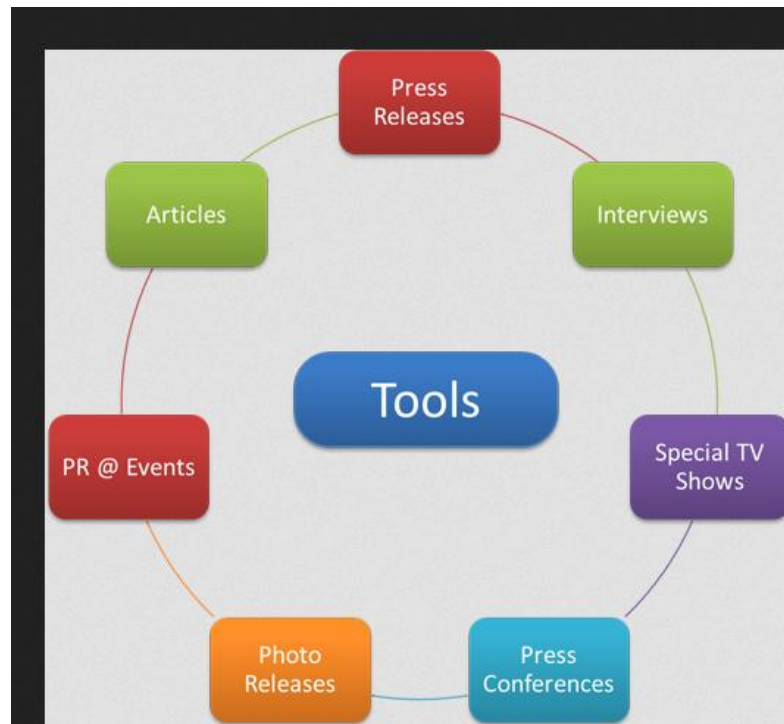 Press
Releases
Articles
Interviews
Tools
PR @ Events
Special TV
Shows
Photo
Releases
Press
Conferences